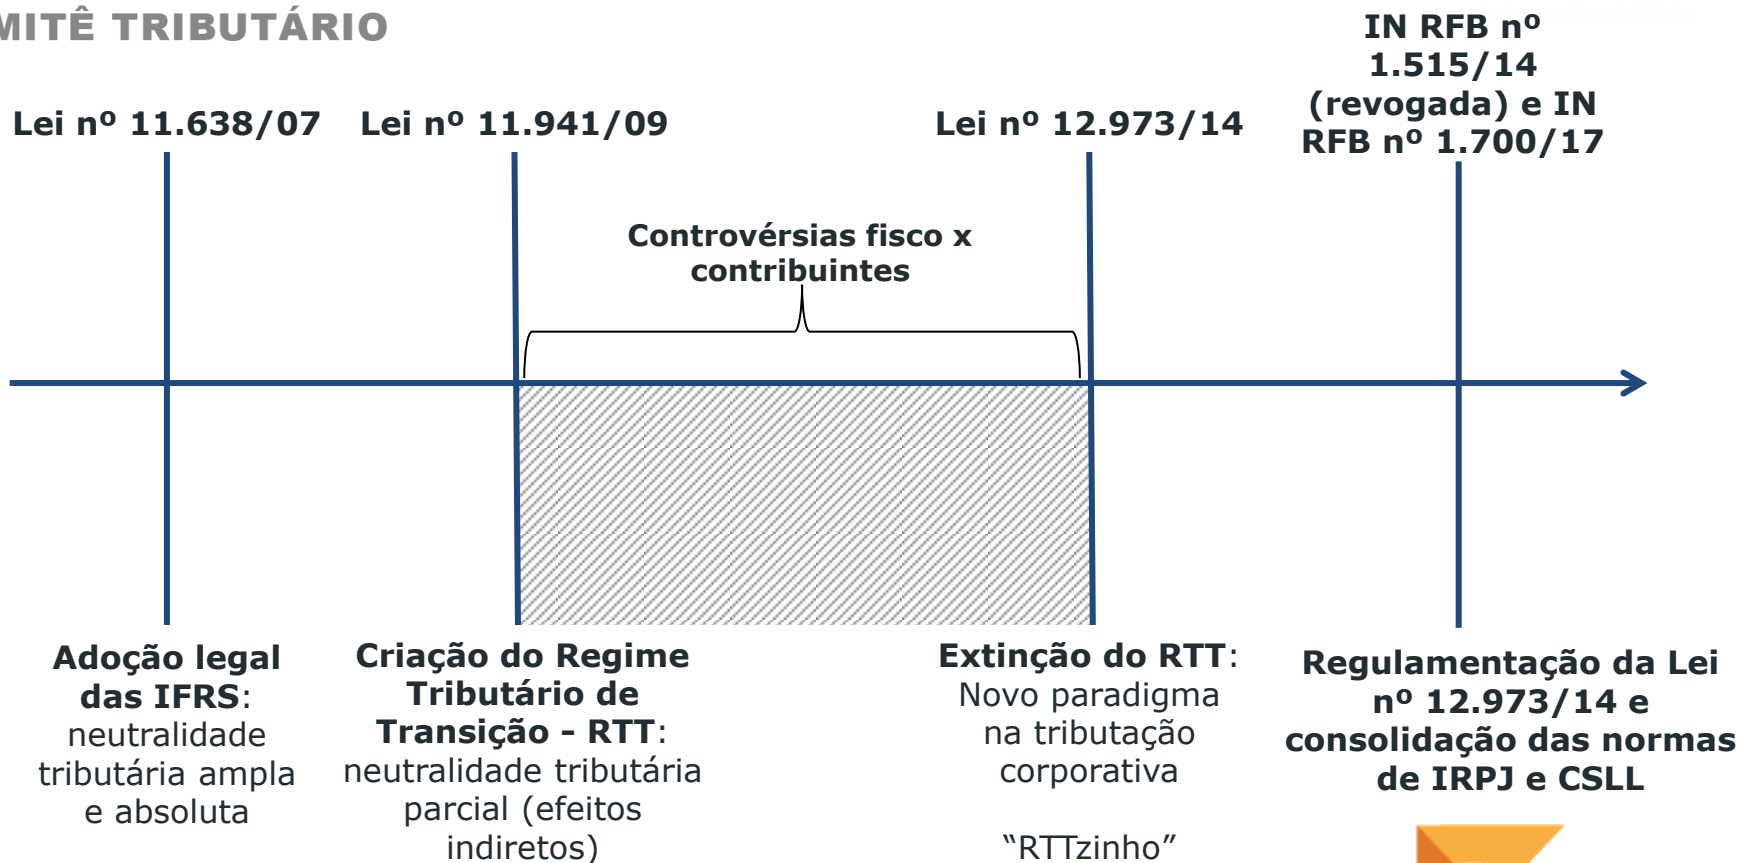 MITÊ TRIBUTÁRIO
Lei nº 11.638/07
Lei nº 11.941/09
Lei nº 12.973/14
IN RFB nº
1.515/14
(revogada) e IN
RFB nº 1.700/17
Controvérsias fisco x
contribuintes
Adoção legal
das IFRS:
neutralidade
tributária ampla
e absoluta
Criação do Regime
Tributário de
Transição - RTT:
neutralidade tributária
parcial (efeitos
indiretos)
Extinção do RTT:
Novo paradigma
na tributação
corporativa
“RTTzinho”
Regulamentação da Lei
nº 12.973/14 e
consolidação das normas
de IRPJ e CSLL